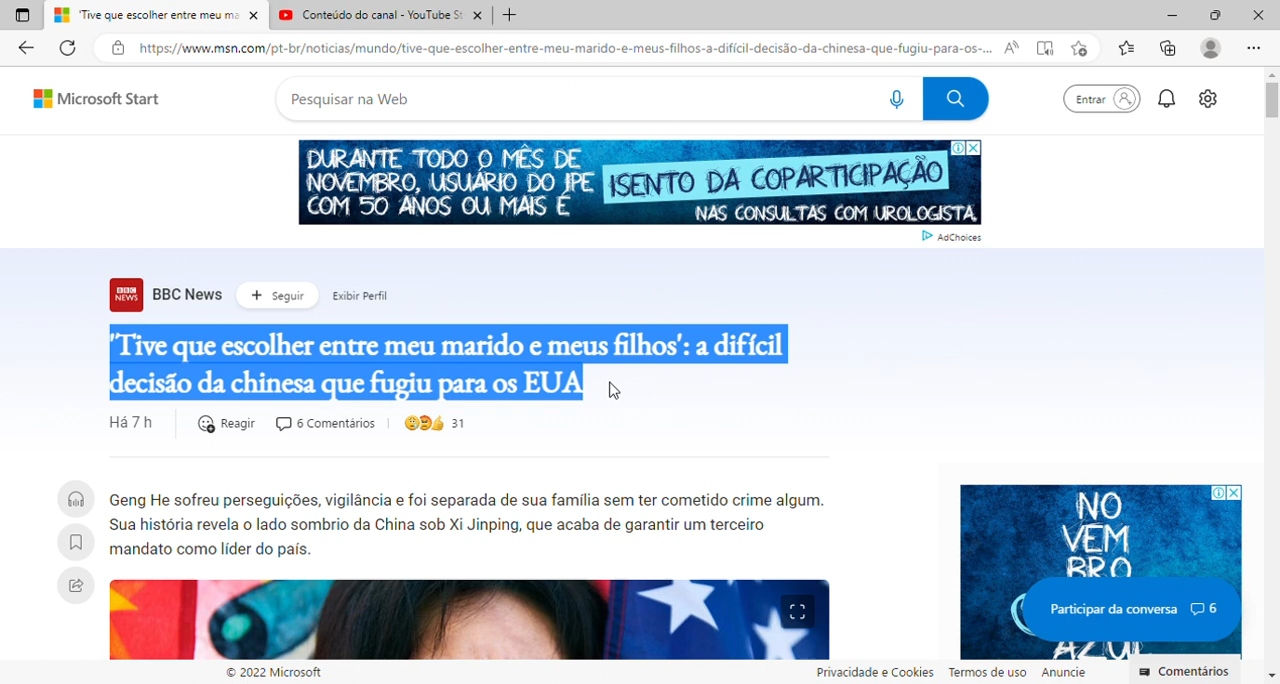 'Tive que escolher entre meu ma
Conteúdo do canal - YouTube St
https://www.msn.com/pt-br/noticias/mundo/tive-que-escolher-entre-meu-marido-e-meus-filhos-a-difícil-decisão-da-chinesa-que-fugiu-para-os-...
Microsoft Start
Pesquisar na Web
Entrar
DURANTE TODO O MÊS DE
NOVEMBRO, USUÁRIO DO IPE
COM 50 ANOS OU MAIS É
ISENTO DA COPARTICIPAÇÃO
NAS CONSULTAS COM UROLOGISTA.
AdChoices
BBC NEWS
BBC News
+ Seguir
Exibir Perfil
'Tive que escolher entre meu marido e meus filhos': a difícil
decisão da chinesa que fugiu para os EUA
Há 7 h
Reagir
6 Comentários
31
Geng He sofreu perseguições, vigilância e foi separada de sua família sem ter cometido crime algum.
Sua história revela o lado sombrio da China sob Xi Jinping, que acaba de garantir um terceiro
mandato como líder do país.
NO
VEM
BRO
AZUL
Participar da conversa 6
© 2022 Microsoft
Privacidade e Cookies
Termos de uso
Anuncie
Comentários